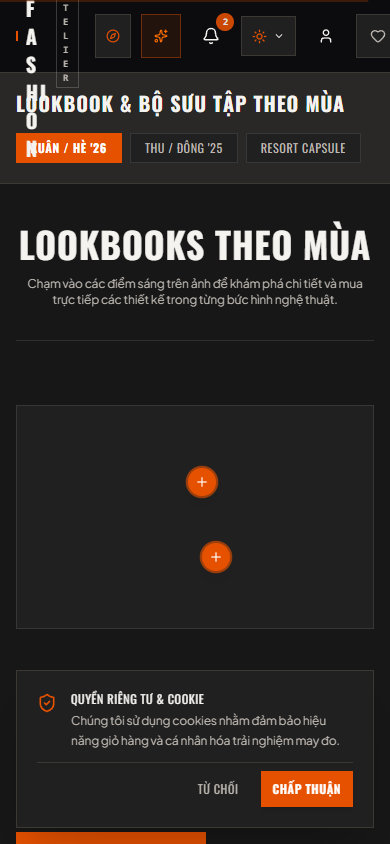 FASHION
ATELIER
2
LOOKBOOK & BỘ SƯU TẬP THEO MÙA
XUÂN / HÈ '26
THU / ĐÔNG '25
RESORT CAPSULE
LOOKBOOKS THEO MÙA
Chạm vào các điểm sáng trên ảnh để khám phá chi tiết và mua
trực tiếp các thiết kế trong từng bức hình nghệ thuật.
QUYỀN RIÊNG TƯ & COOKIE
Chúng tôi sử dụng cookies nhằm đảm bảo hiệu
năng giỏ hàng và cá nhân hóa trải nghiệm may đo.
TỪ CHỐI
CHẤP THUẬN